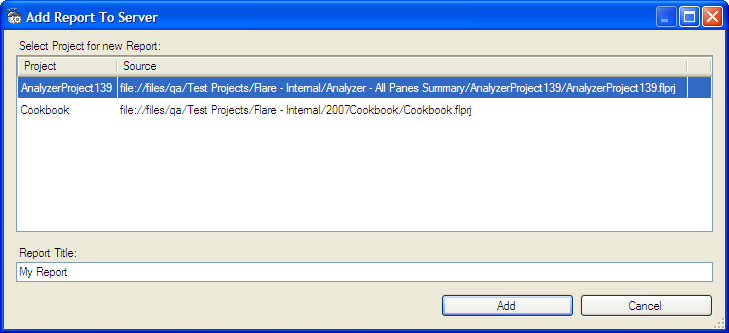 Add Report To Server
Select Project for new Report:
Project Source
AnalyzerProject139 file://files/qa/Test Projects/Flare - Internal/Analyzer - All Panes Summary/AnalyzerProject139/AnalyzerProject139.flprj
Cookbook file://files/qa/Test Projects/Flare - Internal/2007Cookbook/Cookbook.flprj
Report Title:
My Report
Add Cancel